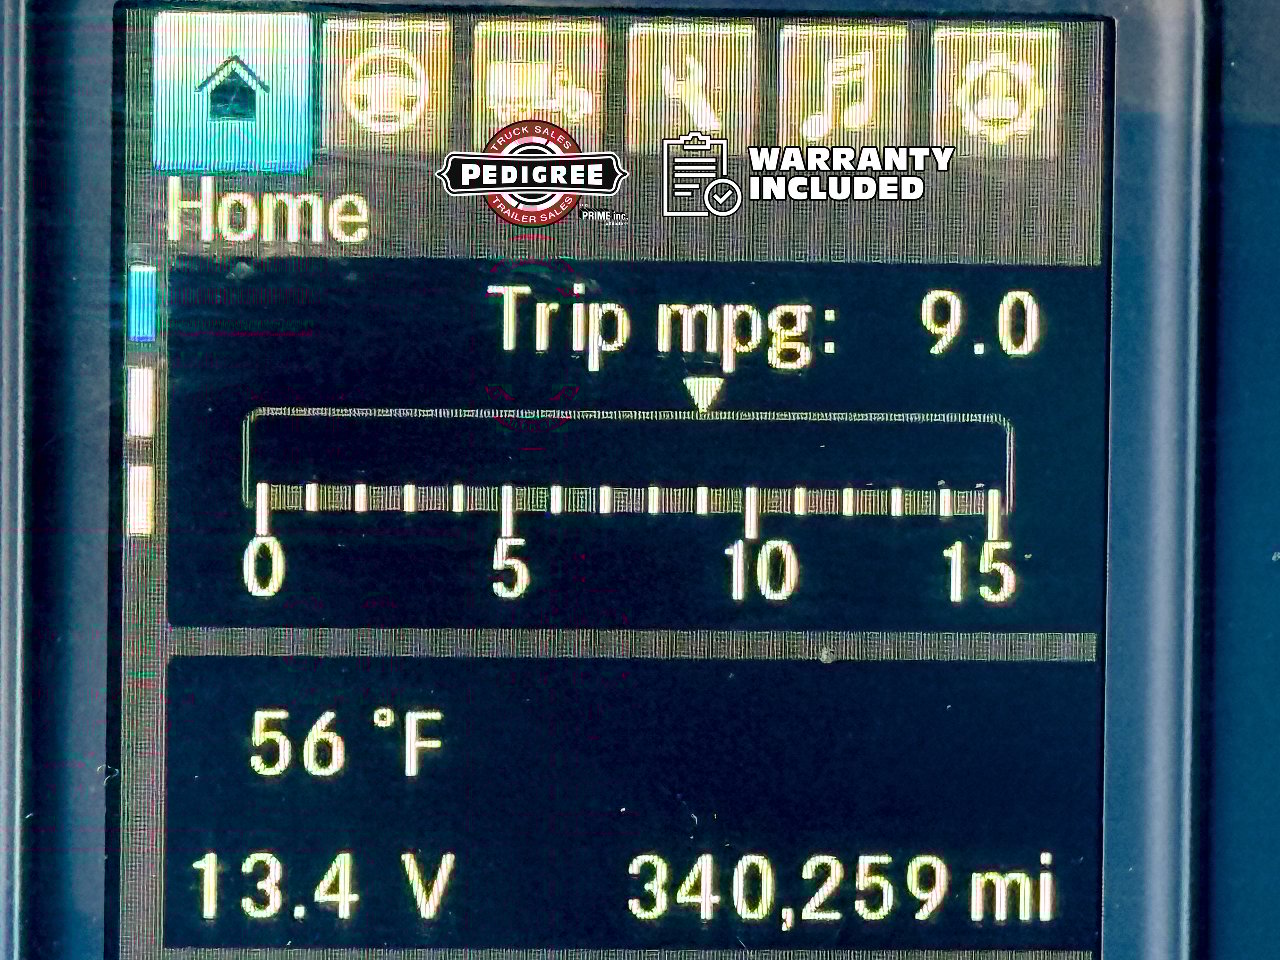 TRUCK SALES
PEDIGREE
TRAILER SALES
PRIME inc.
WARRANTY
INCLUDED
Home
Trip mpg: 9.0
0 5 10 15
56 °F
13.4 V 340,259 mi